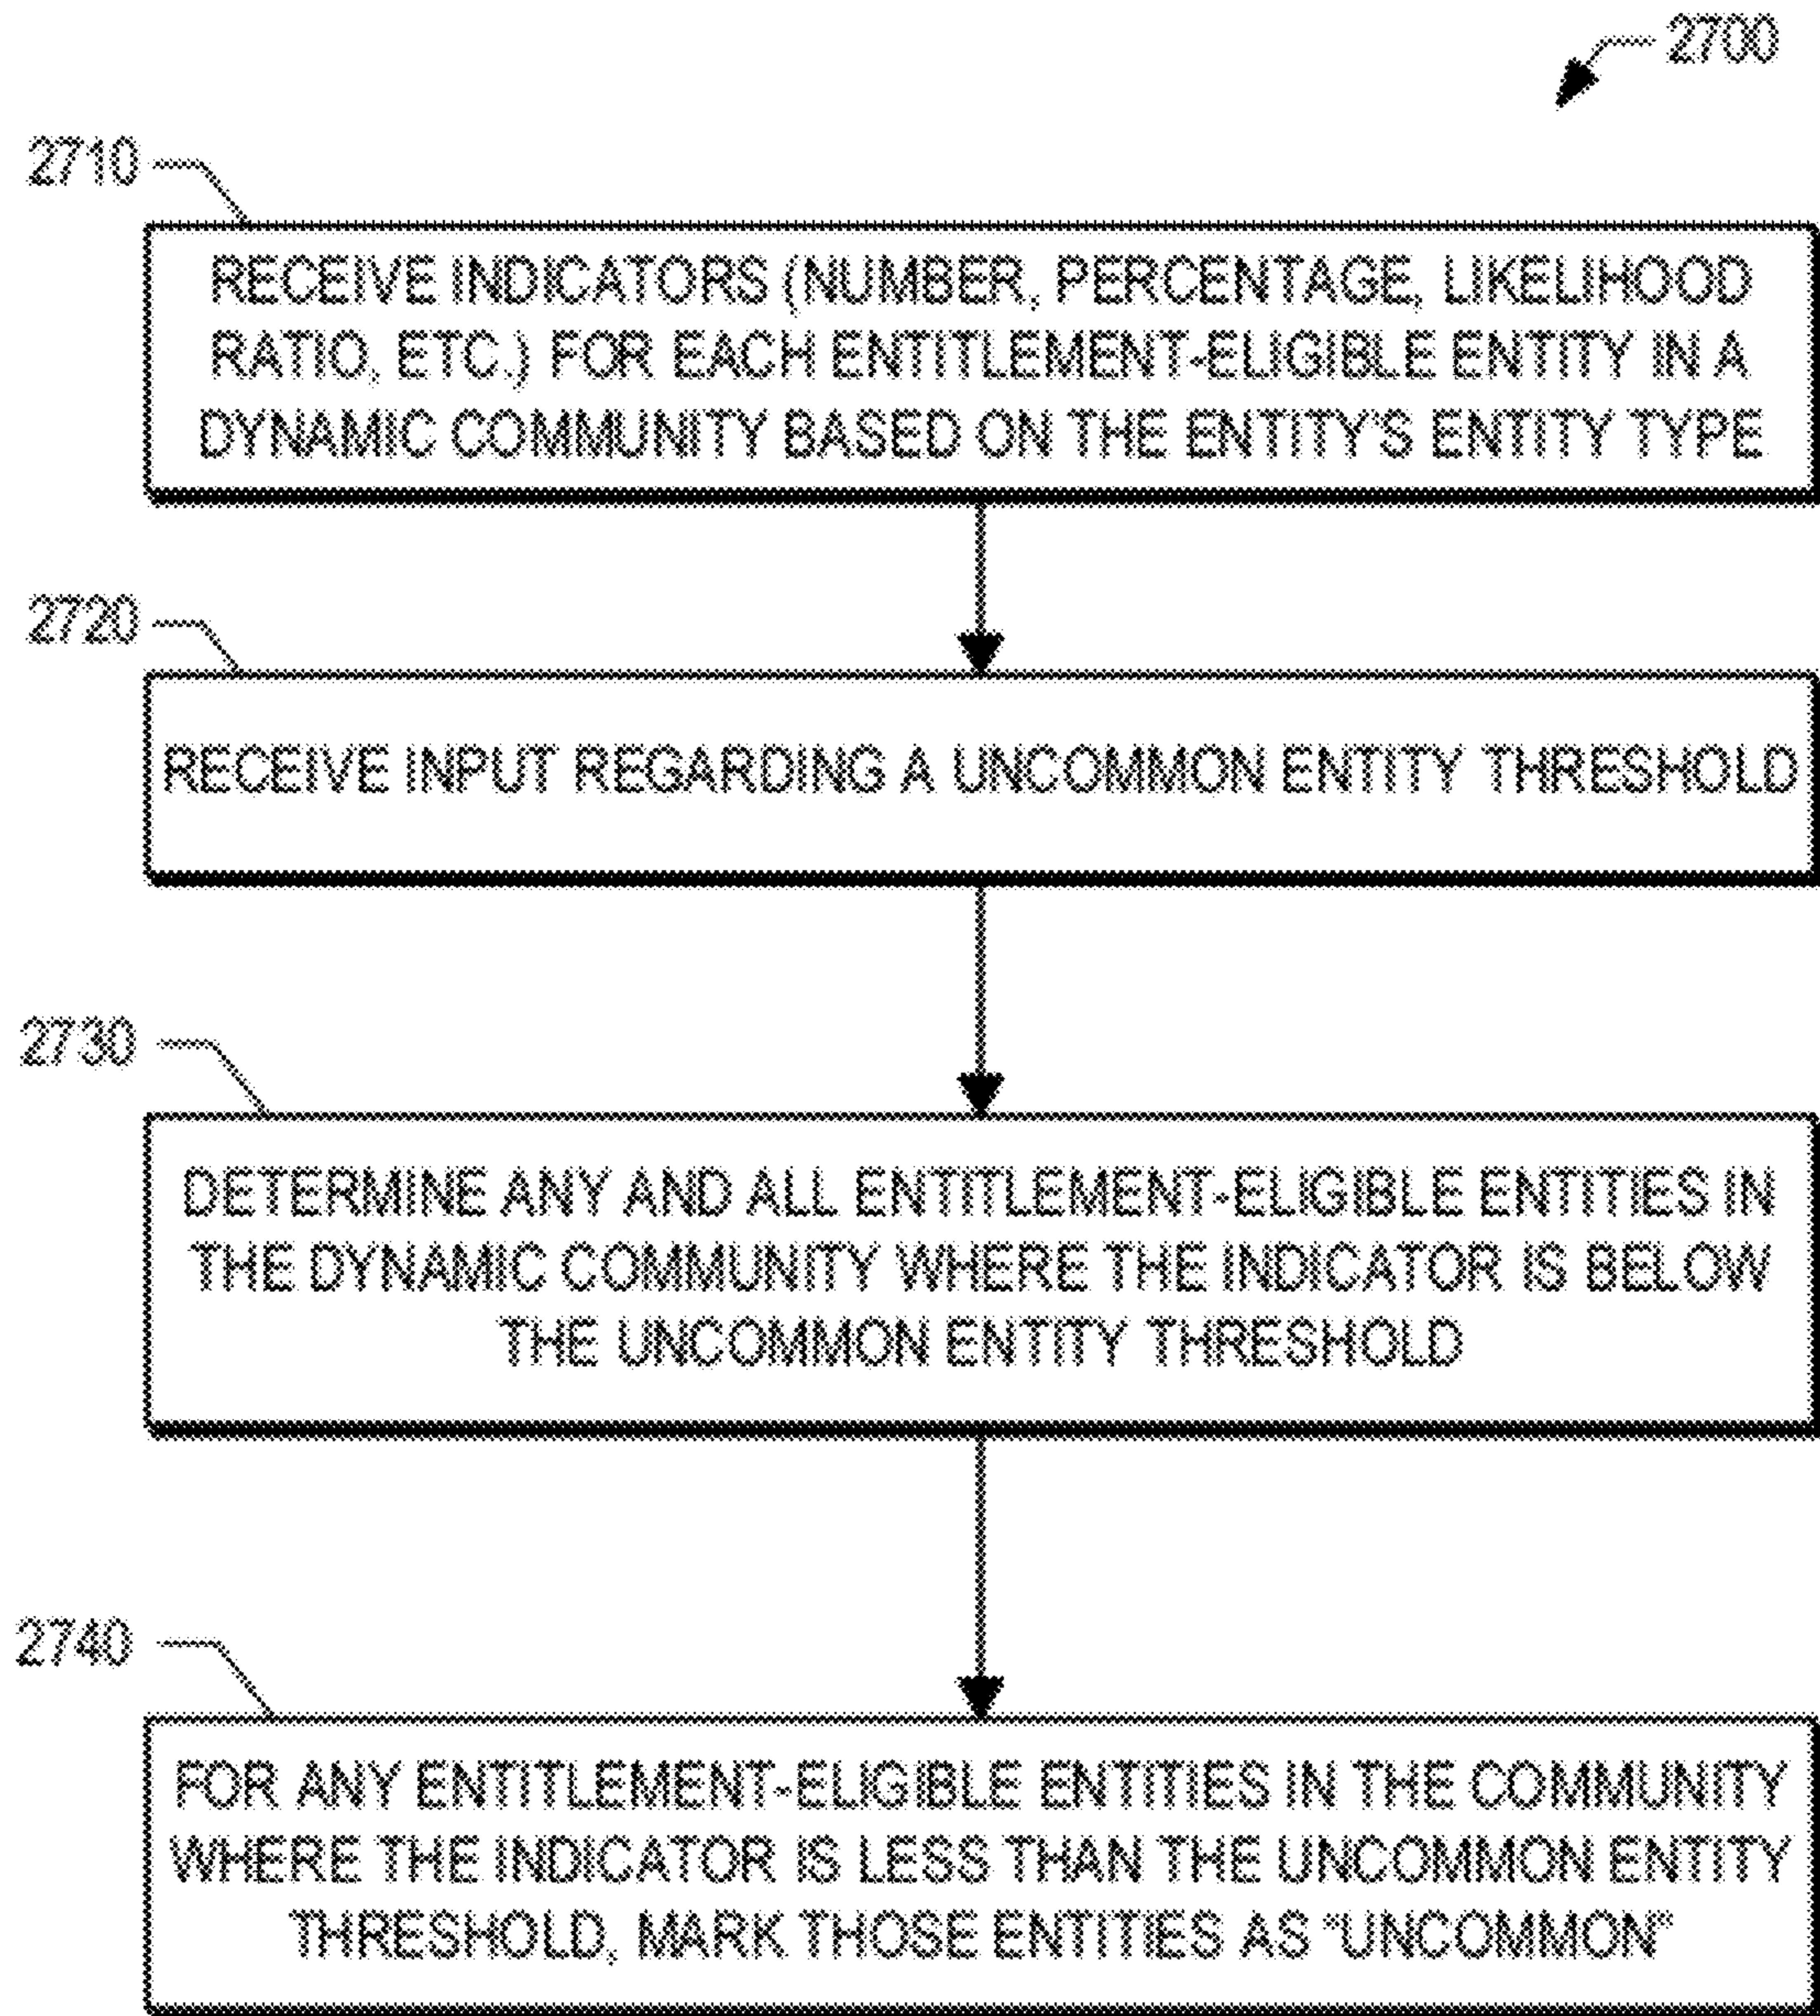 2700
2710
RECEIVE INDICATORS (NUMBER, PERCENTAGE, LIKELIHOOD
RATIO, ETC.) FOR EACH ENTITLEMENT-ELIGIBLE ENTITY IN A
DYNAMIC COMMUNITY BASED ON THE ENTITY'S ENTITY TYPE
2720
RECEIVE INPUT REGARDING A UNCOMMON ENTITY THRESHOLD
2730
DETERMINE ANY AND ALL ENTITLEMENT-ELIGIBLE ENTITIES IN
THE DYNAMIC COMMUNITY WHERE THE INDICATOR IS BELOW
THE UNCOMMON ENTITY THRESHOLD
2740
FOR ANY ENTITLEMENT-ELIGIBLE ENTITIES IN THE COMMUNITY
WHERE THE INDICATOR IS LESS THAN THE UNCOMMON ENTITY
THRESHOLD, MARK THOSE ENTITIES AS "UNCOMMON"